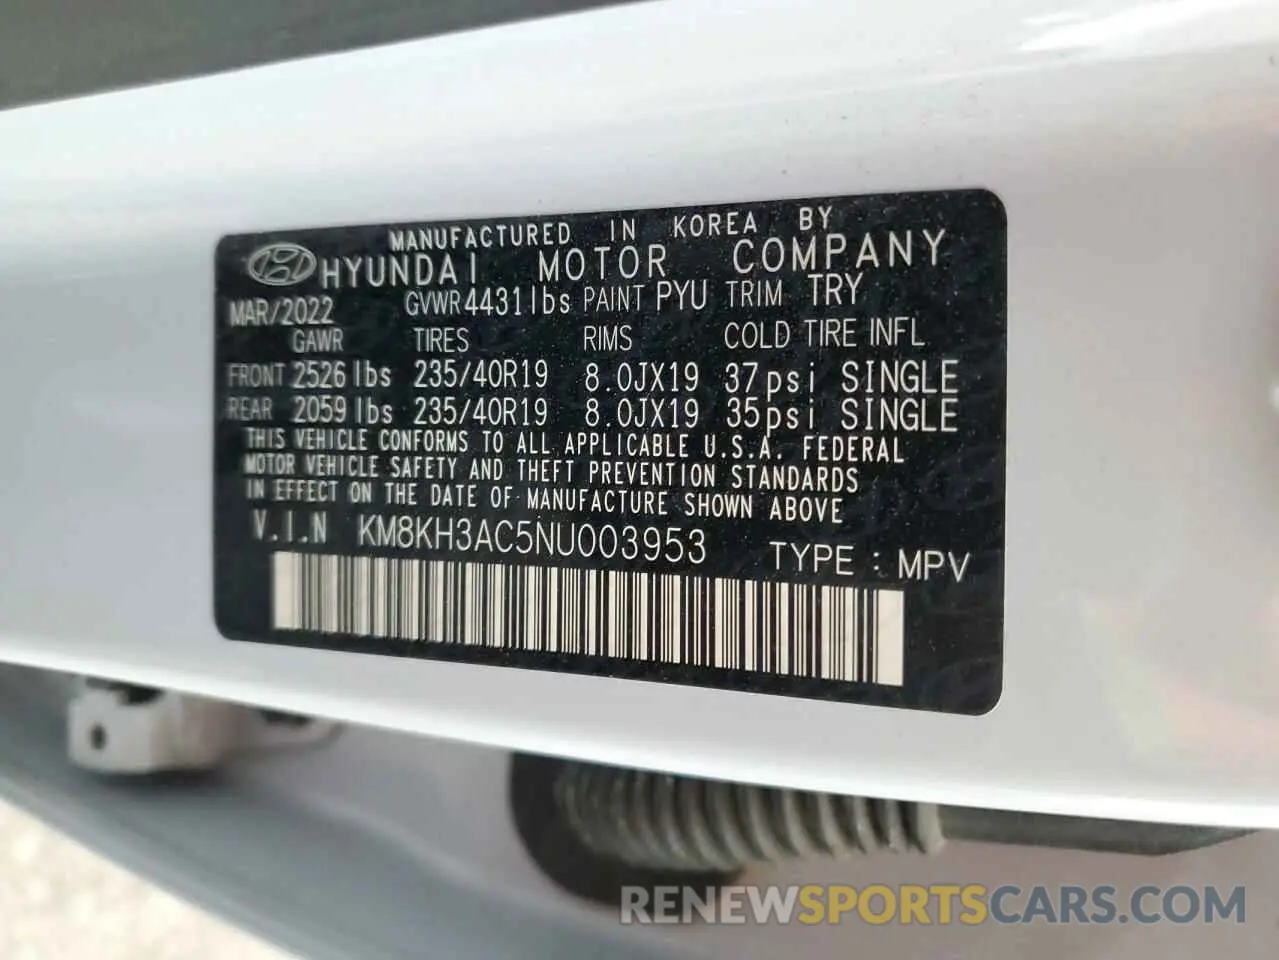 MANUFACTURED IN KOREA BY
HYUNDAI MOTOR COMPANY
MAR/2022 GVWR 4431lbs PAINT PYU TRIM TRY
GAWR TIRES RIMS COLD TIRE INFL
FRONT 2526 lbs 235/40R19 8.0JX19 37psi SINGLE
REAR 2059 lbs 235/40R19 8.0JX19 35psi SINGLE
THIS VEHICLE CONFORMS TO ALL APPLICABLE U.S.A. FEDERAL
MOTOR VEHICLE SAFETY AND THEFT PREVENTION STANDARDS
IN EFFECT ON THE DATE OF MANUFACTURE SHOWN ABOVE
V.I.N KM8KH3AC5NU003953 TYPE : MPV
RENEWSPORTSCARS.COM